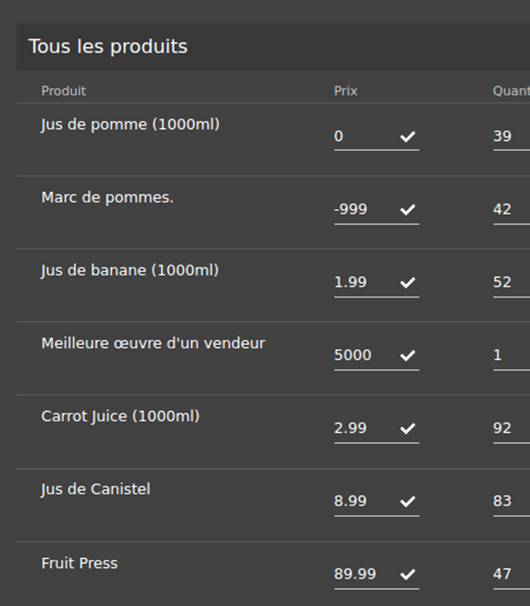 Tous les produits
Produit Prix Quant
Jus de pomme (1000ml) 0 39
Marc de pommes. -999 42
Jus de banane (1000ml) 1.99 52
Meilleure œuvre d'un vendeur 5000 1
Carrot Juice (1000ml) 2.99 92
Jus de Canistel 8.99 83
Fruit Press 89.99 47